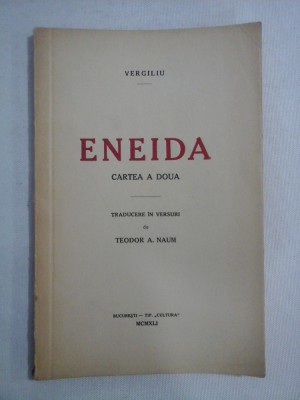 VERGILIU
ENEIDA
CARTEA A DOUA
TRADUCERE ÎN VERSURI
de
TEODOR A. NAUM
BUCUREȘTI — TIP. „CULTURA"
MCMXLI